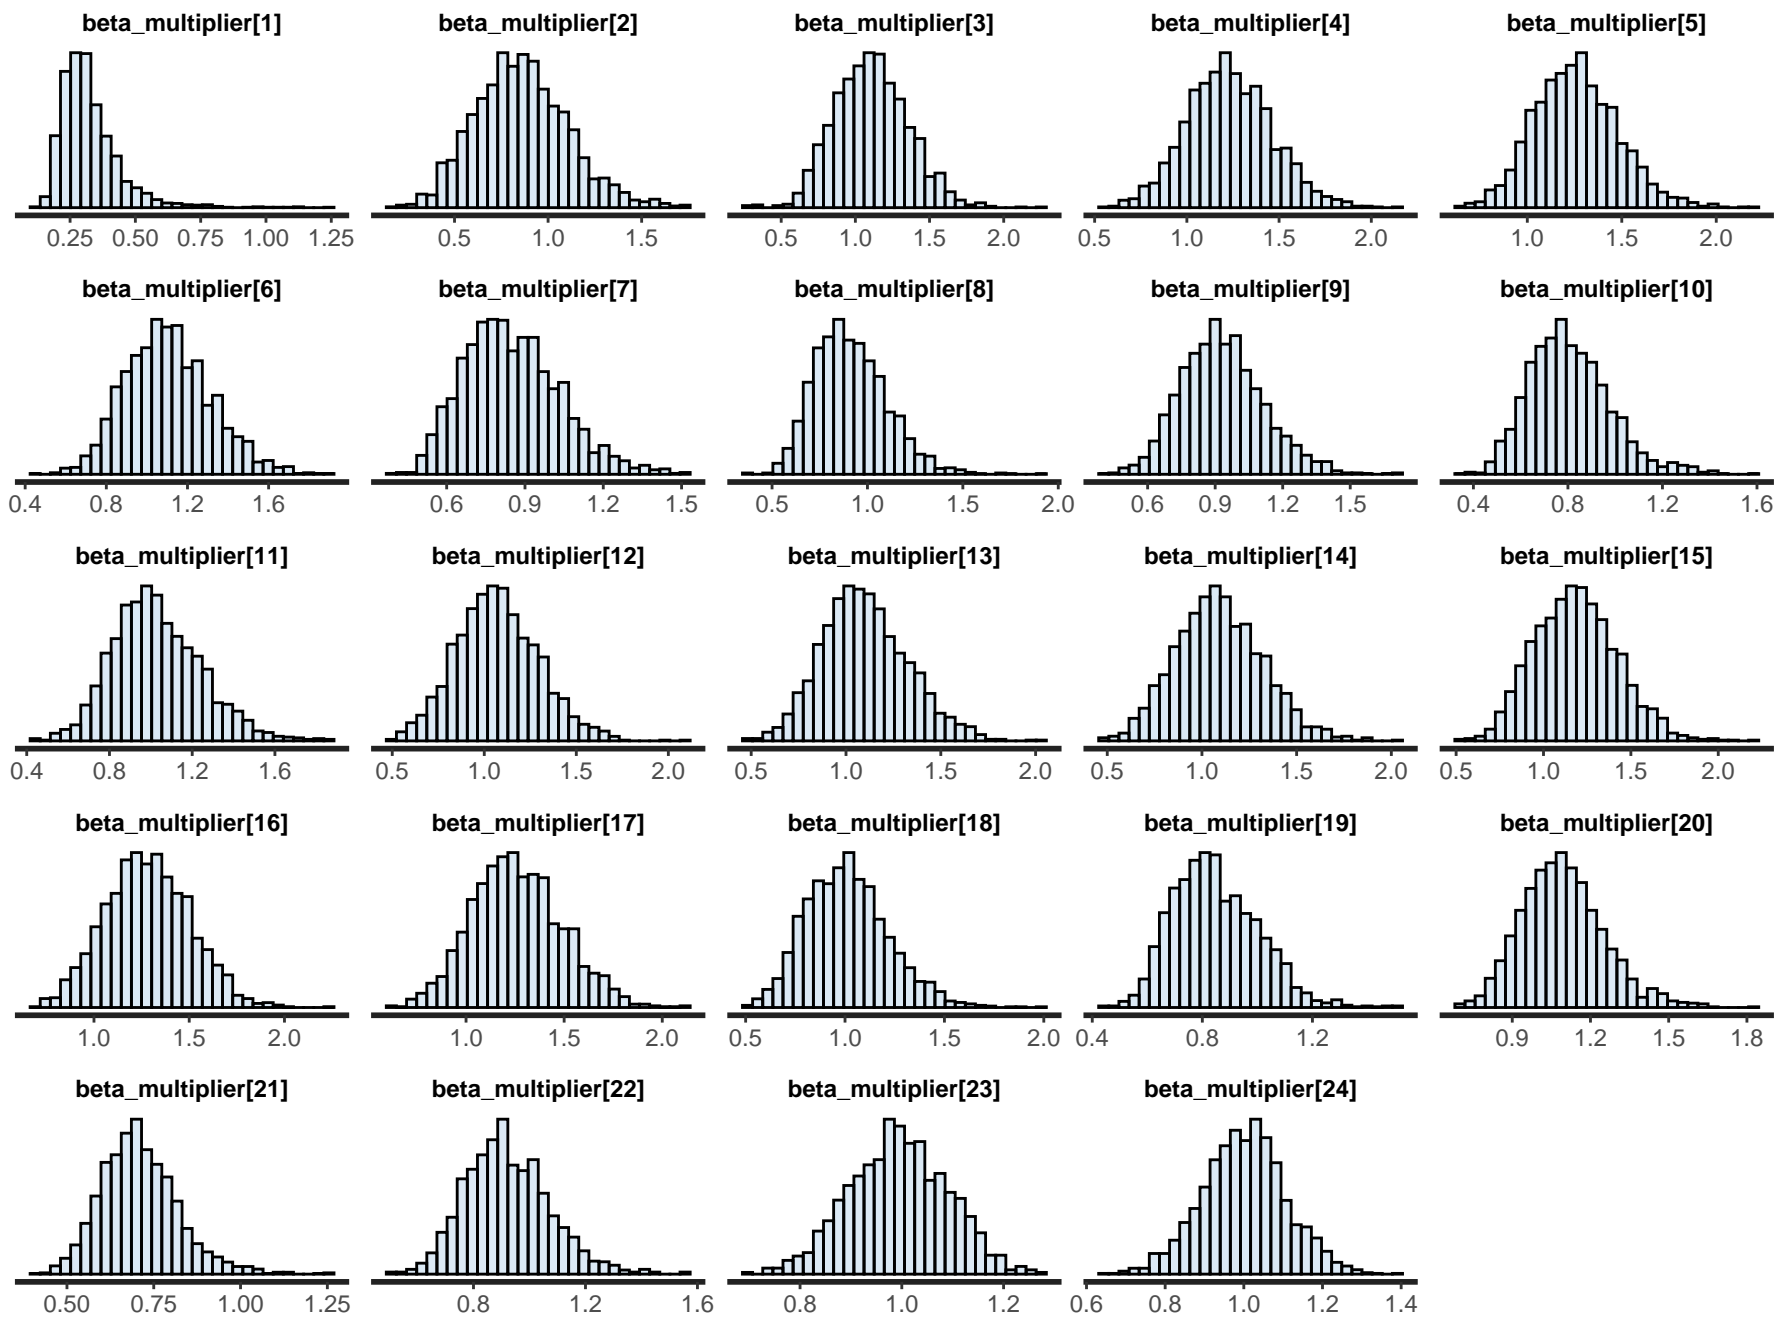 beta_multiplier[1] beta_multiplier[2] beta_multiplier[3] beta_multiplier[4] beta_multiplier[5]
0.25 0.50 0.75 1.00 1.25 0.5 1.0 1.5 0.5 1.0 1.5 2.0 0.5 1.0 1.5 2.0 1.0 1.5 2.0
beta_multiplier[6] beta_multiplier[7] beta_multiplier[8] beta_multiplier[9] beta_multiplier[10]
0.4 0.8 1.2 1.6 0.6 0.9 1.2 1.5 0.5 1.0 1.5 2.0 0.6 0.9 1.2 1.5 0.4 0.8 1.2 1.6
beta_multiplier[11] beta_multiplier[12] beta_multiplier[13] beta_multiplier[14] beta_multiplier[15]
0.4 0.8 1.2 1.6 0.5 1.0 1.5 2.0 0.5 1.0 1.5 2.0 0.5 1.0 1.5 2.0 0.5 1.0 1.5 2.0
beta_multiplier[16] beta_multiplier[17] beta_multiplier[18] beta_multiplier[19] beta_multiplier[20]
1.0 1.5 2.0 1.0 1.5 2.0 0.5 1.0 1.5 2.0 0.4 0.8 1.2 0.9 1.2 1.5 1.8
beta_multiplier[21] beta_multiplier[22] beta_multiplier[23] beta_multiplier[24]
0.50 0.75 1.00 1.25 0.8 1.2 1.6 0.8 1.0 1.2 0.6 0.8 1.0 1.2 1.4